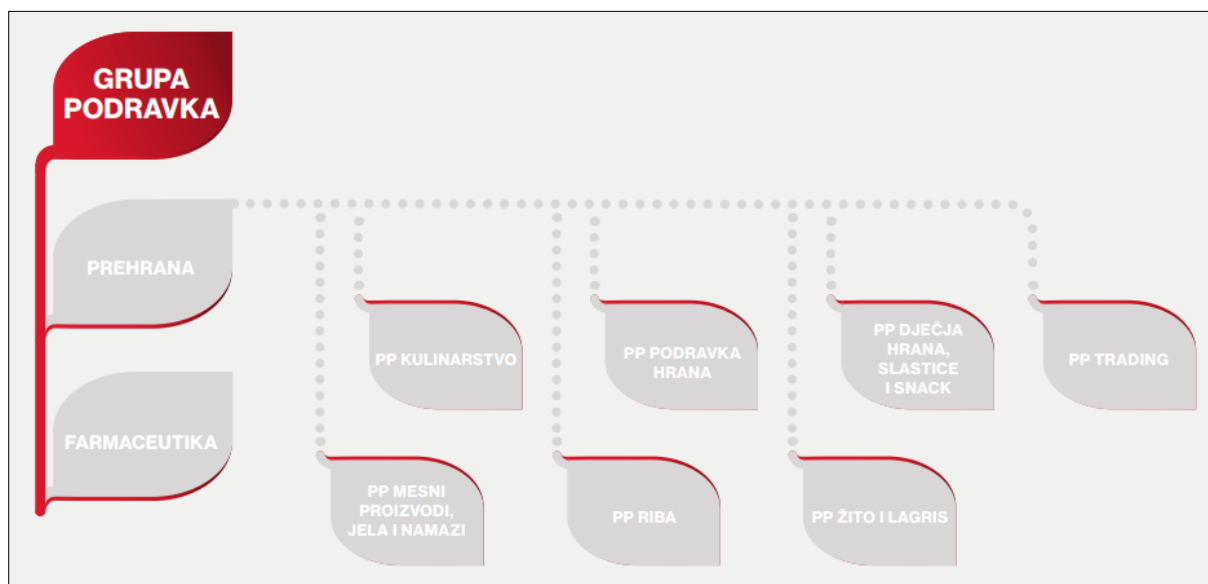 GRUPA
PODRAVKA
PREHRANA
FARMACEUTIKA
PP KULINARSTVO
PP PODRAVKA
HRANA
PP DJEČJA
HRANA,
SLASTICE
I SNACK
PP TRADING
PP MESNI
PROIZVODI,
JELA I NAMAZI
PP RIBA
PP ŽITO I LAGRIS